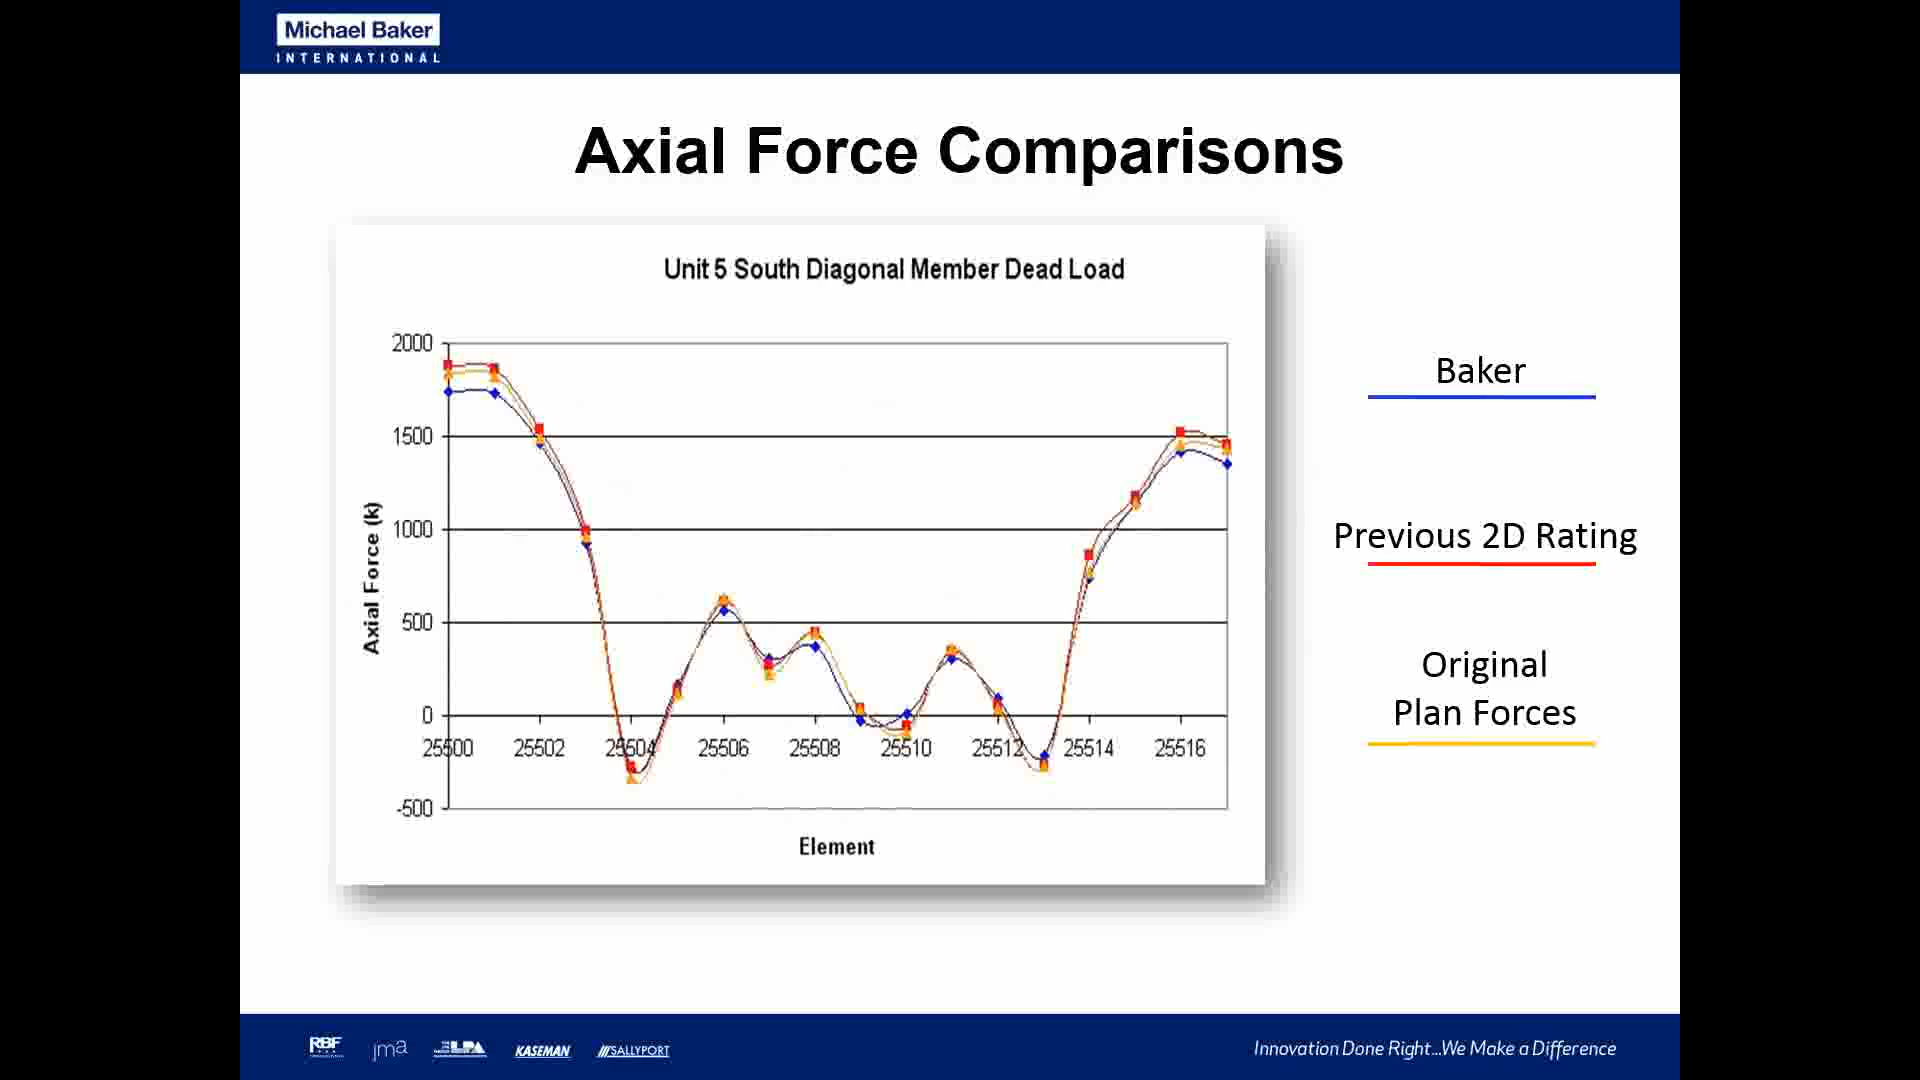 Michael Baker
INTERNATIONAL
Axial Force Comparisons
Unit 5 South Diagonal Member Dead Load
2000
1500
1000
500
0
-500
Axial Force (k)
25500 25502 25504 25506 25508 25510 25512 25514 25516
Element
Baker
Previous 2D Rating
Original
Plan Forces
RBF jma LPA KASEMAN SALLYPORT
Innovation Done Right...We Make a Difference